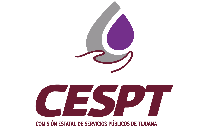 CESPT
COMISIÓN ESTATAL DE SERVICIOS PÚBLICOS DE TIJUANA